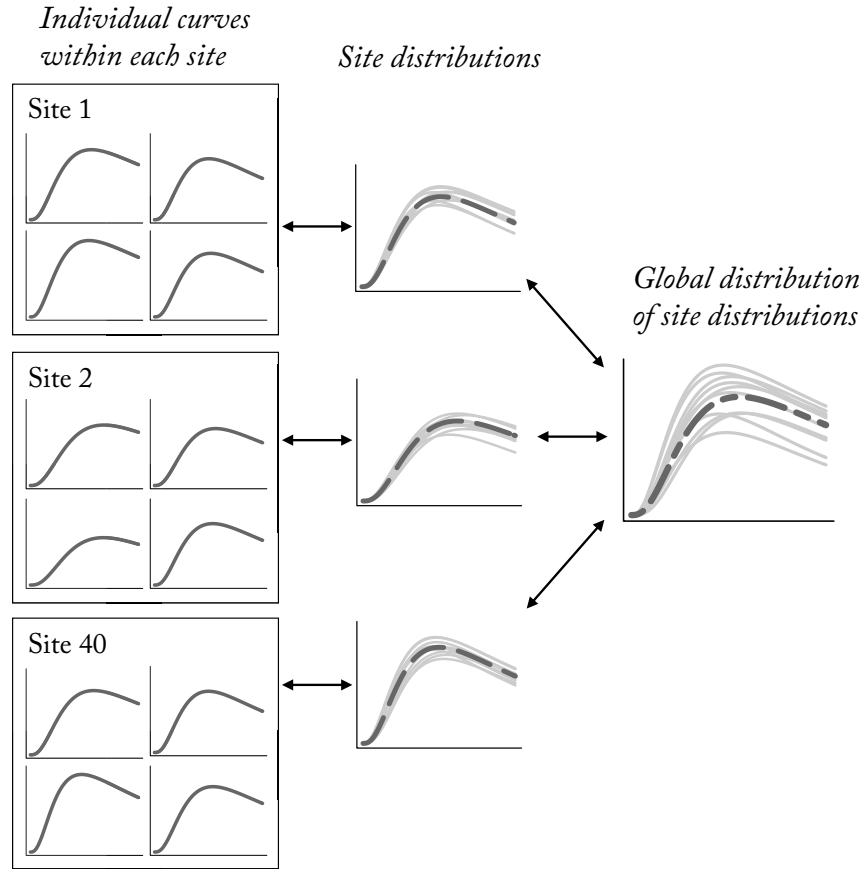 Individual curves
within each site
Site distributions
Site 1
Global distribution
of site distributions
Site 2
Site 40